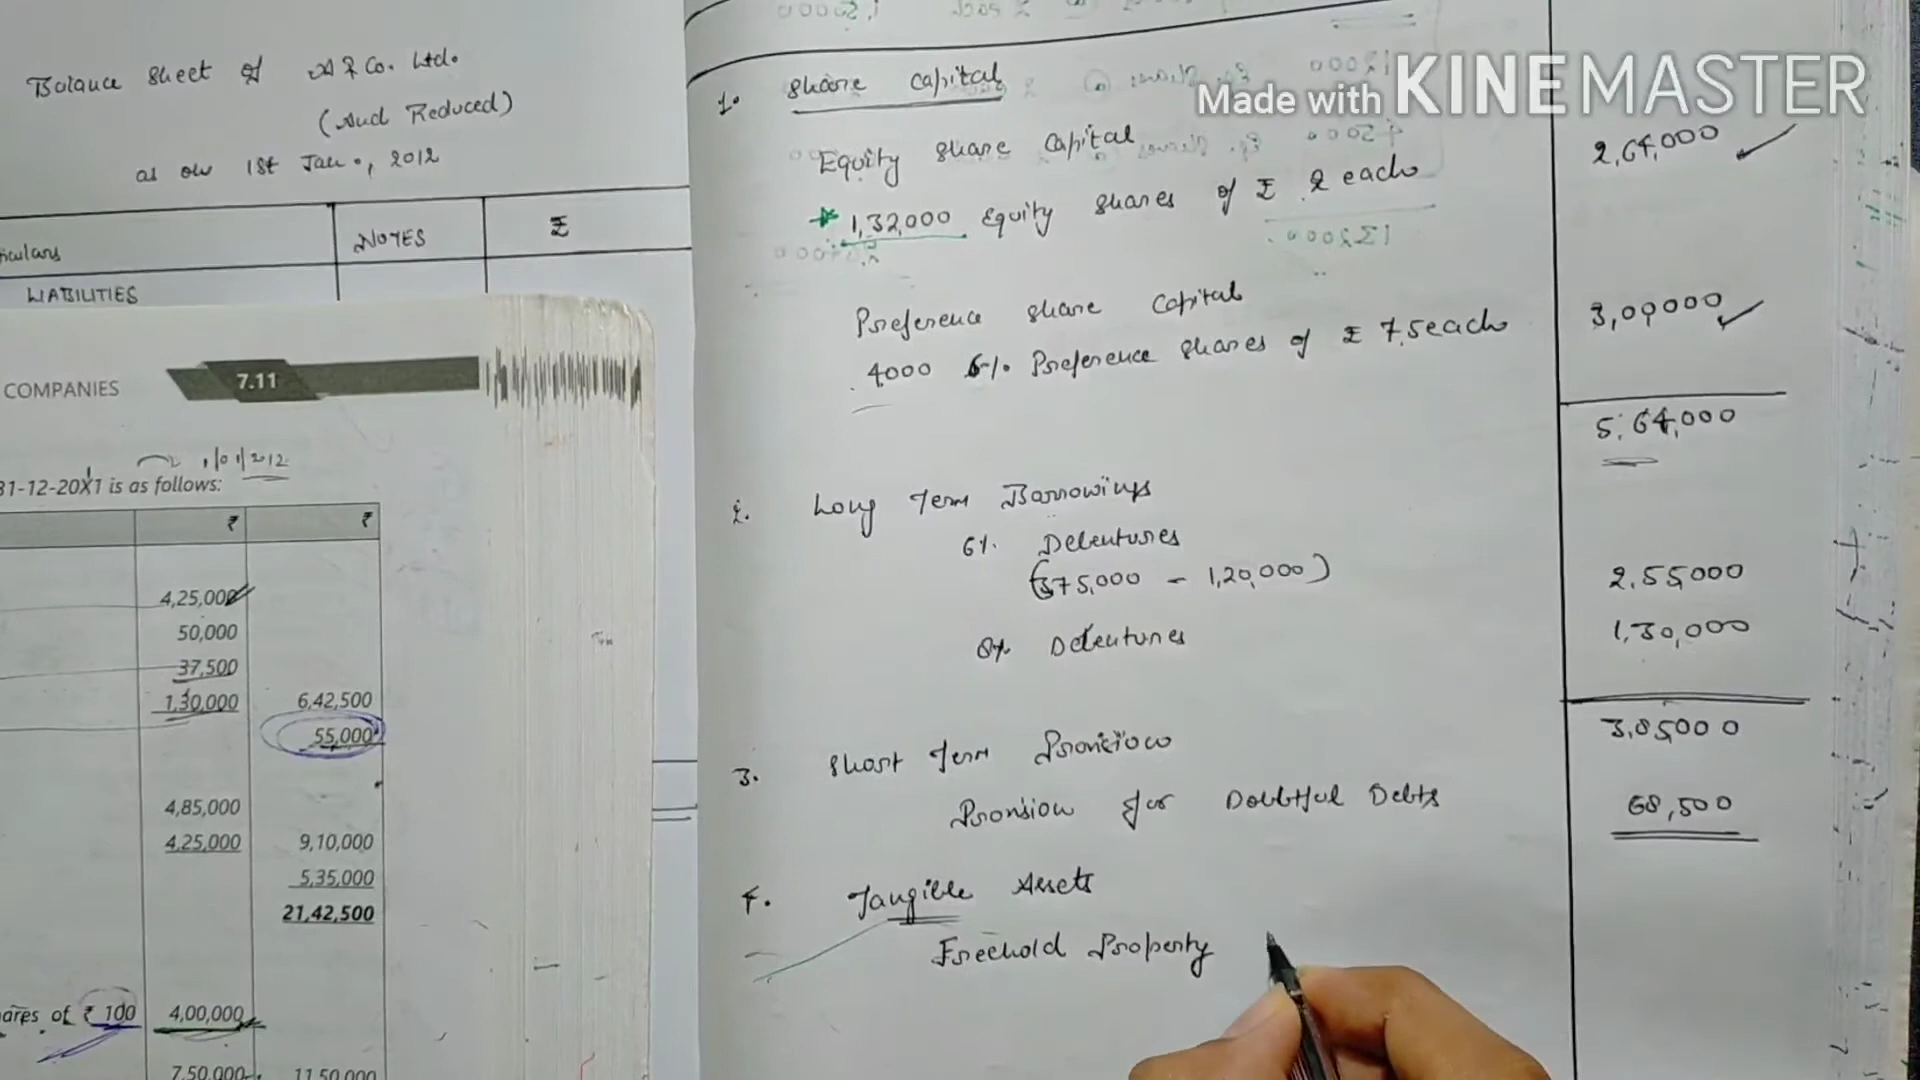 Balance Sheet of A & Co. Ltd.
(And Reduced)
as on 1st Jan., 2012
iculars
NOTES
₹
LIABILITIES
COMPANIES
7.11
1/01/2012
31-12-20X1 is as follows:
₹ ₹
4,25,000
50,000
37,500
1,30,000 6,42,500
55,000
4,85,000
4,25,000 9,10,000
5,35,000
21,42,500
ares of ₹ 100 4,00,000
7,50,000 11,50,000
Made with KINEMASTER
1. Share capital
Equity share capital 2,64,000
1,32,000 Equity shares of ₹ 2 each
Preference share capital 3,00,000
4000 6% Preference shares of ₹ 75 each
5,64,000
2. Long Term Barrowings
6% Debentures
(375,000 - 1,20,000) 2,55,000
8% Debentures 1,30,000
3,85,000
3. Short Term Provision
Provision for Doubtful Debts 68,500
4. Tangible Assets
Freehold Property